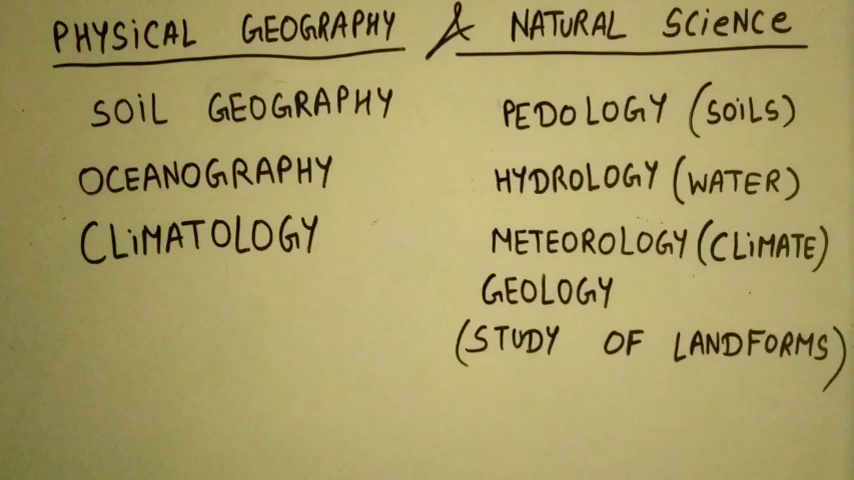 PHYSICAL GEOGRAPHY & NATURAL SCIENCE
SOIL GEOGRAPHY PEDOLOGY (SOILS)
OCEANOGRAPHY HYDROLOGY (WATER)
CLIMATOLOGY METEOROLOGY (CLIMATE)
GEOLOGY
(STUDY OF LANDFORMS)